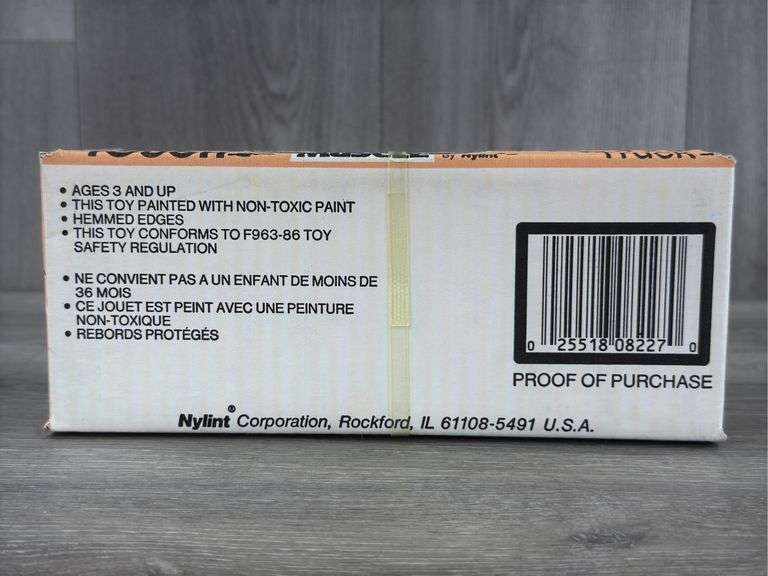 by Nylint
Truck
• AGES 3 AND UP
• THIS TOY PAINTED WITH NON-TOXIC PAINT
• HEMMED EDGES
• THIS TOY CONFORMS TO F963-86 TOY
SAFETY REGULATION
• NE CONVIENT PAS A UN ENFANT DE MOINS DE
36 MOIS
• CE JOUET EST PEINT AVEC UNE PEINTURE
NON-TOXIQUE
• REBORDS PROTÉGÉS
0 25518 08227 0
PROOF OF PURCHASE
Nylint® Corporation, Rockford, IL 61108-5491 U.S.A.